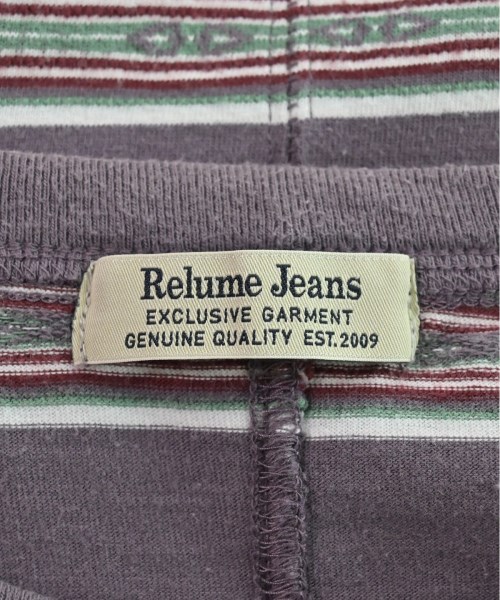 Relume Jeans
EXCLUSIVE GARMENT
GENUINE QUALITY EST.2009